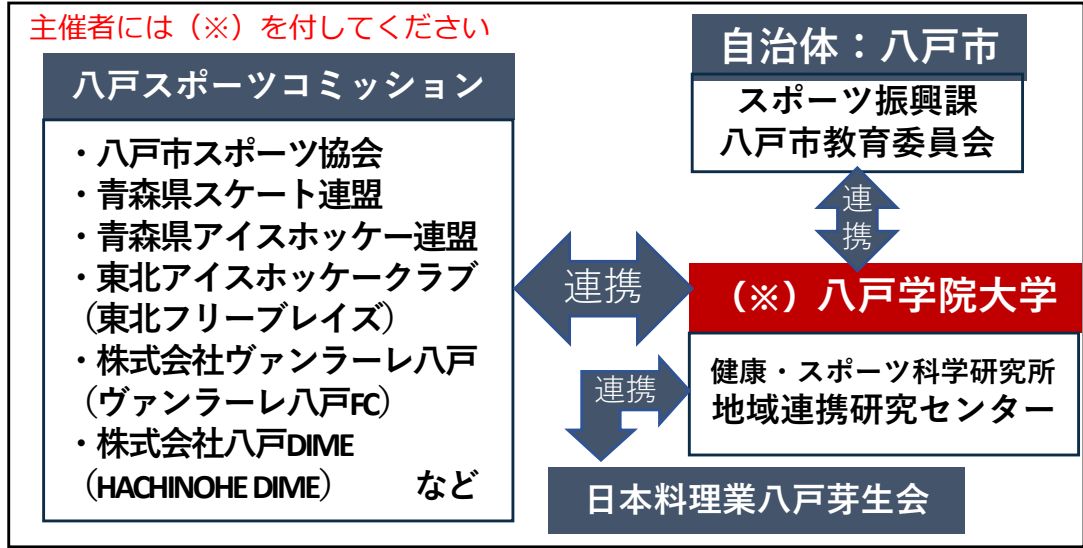 主催者には（※）を付してください
八戸スポーツコミッション
・八戸市スポーツ協会
・青森県スケート連盟
・青森県アイスホッケー連盟
・東北アイスホッケークラブ
（東北フリーブレイズ）
・株式会社ヴァンラーレ八戸
（ヴァンラーレ八戸FC）
・株式会社八戸DIME
（HACHINOHE DIME） など
連携
自治体：八戸市
スポーツ振興課
八戸市教育委員会
連携
（※）八戸学院大学
健康・スポーツ科学研究所
地域連携研究センター
連携
日本料理業八戸芽生会